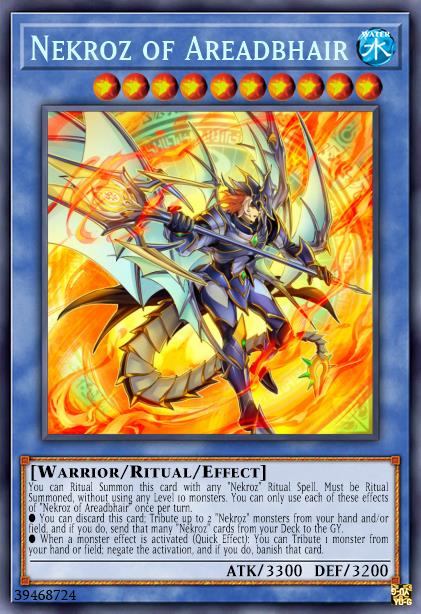 NEKROZ OF AREADBHAIR
WATER
水
[WARRIOR/RITUAL/EFFECT]
You can Ritual Summon this card with any "Nekroz" Ritual Spell. Must be Ritual
Summoned, without using any Level 10 monsters. You can only use each of these effects
of "Nekroz of Areadbhair" once per turn.
● You can discard this card; Tribute up to 2 "Nekroz" monsters from your hand and/or
field, and if you do, send that many "Nekroz" cards from your Deck to the GY.
● When a monster effect is activated (Quick Effect): You can Tribute 1 monster from
your hand or field; negate the activation, and if you do, banish that card.
ATK/3300 DEF/3200
39468724